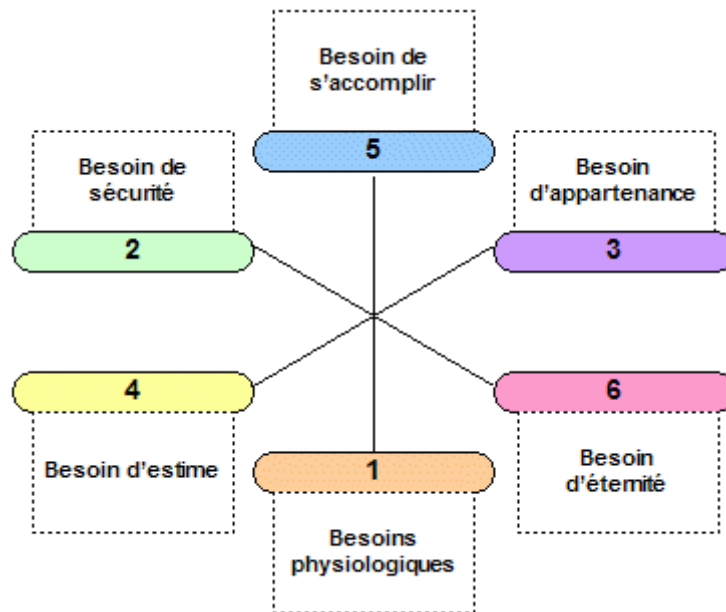 Besoin de
s'accomplir
5
Besoin de
sécurité
2
Besoin
d'appartenance
3
4
Besoin d'estime
6
Besoin
d'éternité
1
Besoins
physiologiques